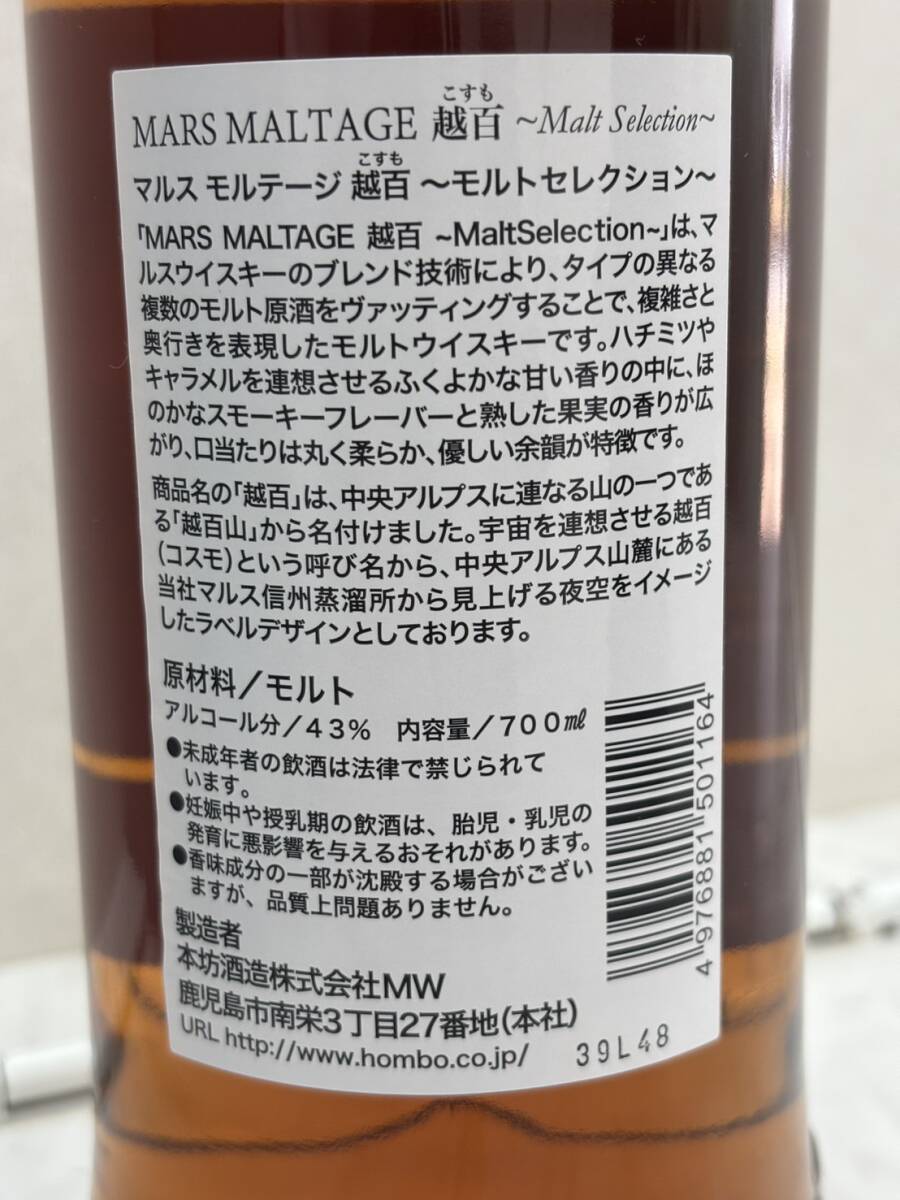 こすも
MARS MALTAGE 越百 ~Malt Selection~
こすも
マルス モルテージ 越百 〜モルトセレクション〜
「MARS MALTAGE 越百 ~MaltSelection~」は、マ
ルスウイスキーのブレンド技術により、タイプの異なる
複数のモルト原酒をヴァッティングすることで、複雑さと
奥行きを表現したモルトウイスキーです。ハチミツや
キャラメルを連想させるふくよかな甘い香りの中に、ほ
のかなスモーキーフレーバーと熟した果実の香りが広
がり、口当たりは丸く柔らか、優しい余韻が特徴です。
商品名の「越百」は、中央アルプスに連なる山の一つであ
る「越百山」から名付けました。宇宙を連想させる越百
（コスモ）という呼び名から、中央アルプス山麓にある
当社マルス信州蒸溜所から見上げる夜空をイメージ
したラベルデザインとしております。
原材料／モルト
アルコール分／43% 内容量／700㎖
●未成年者の飲酒は法律で禁じられて
います。
●妊娠中や授乳期の飲酒は、胎児・乳児の
発育に悪影響を与えるおそれがあります。
●香味成分の一部が沈殿する場合がござい
ますが、品質上問題ありません。
製造者
本坊酒造株式会社MW
鹿児島市南栄3丁目27番地(本社)
URL http://www.hombo.co.jp/
39L48
4 976881 501164